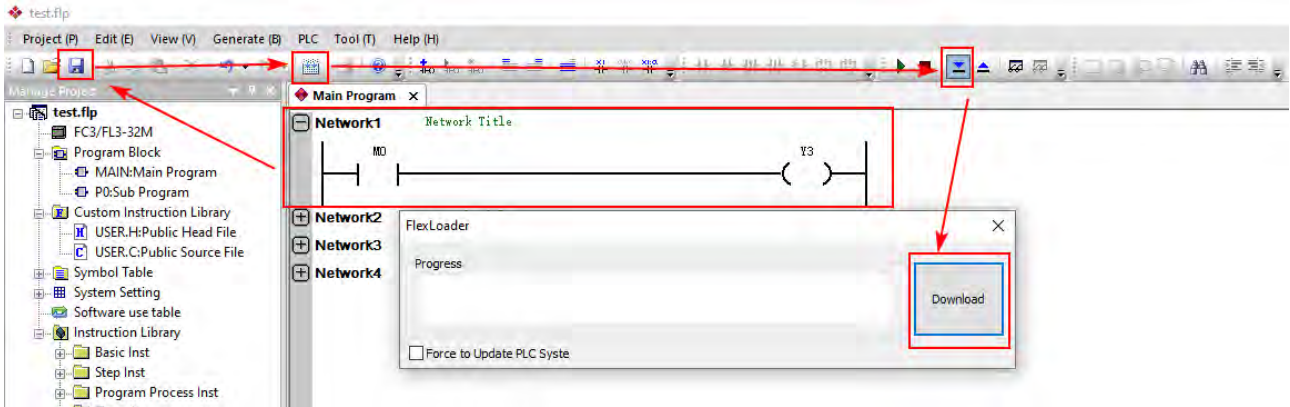 test.flp
Project (P) Edit (E) View (V) Generate (B) PLC Tool (T) Help (H)
Main Program x
test.flp
FC3/FL3-32M
Program Block
MAIN:Main Program
P0:Sub Program
Custom Instruction Library
USER.H:Public Head File
USER.C:Public Source File
Symbol Table
System Setting
Software use table
Instruction Library
Basic Inst
Step Inst
Program Process Inst
Network1 Network Title
M0 Y3
Network2
Network3
Network4
FlexLoader
Progress
Download
Force to Update PLC Syste